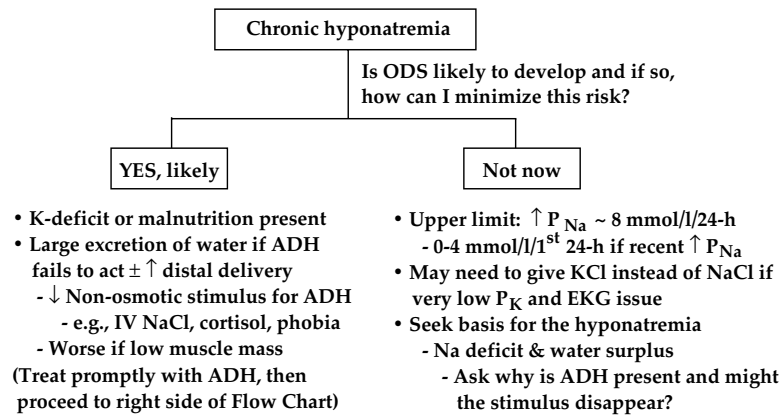 Chronic hyponatremia
Is ODS likely to develop and if so,
how can I minimize this risk?
YES, likely
• K-deficit or malnutrition present
• Large excretion of water if ADH
fails to act ± ↑ distal delivery
- ↓ Non-osmotic stimulus for ADH
- e.g., IV NaCl, cortisol, phobia
- Worse if low muscle mass
(Treat promptly with ADH, then
proceed to right side of Flow Chart)
Not now
• Upper limit: ↑ P Na ~ 8 mmol/l/24-h
- 0-4 mmol/l/1st 24-h if recent ↑ PNa
• May need to give KCl instead of NaCl if
very low PK and EKG issue
• Seek basis for the hyponatremia
- Na deficit & water surplus
- Ask why is ADH present and might
the stimulus disappear?